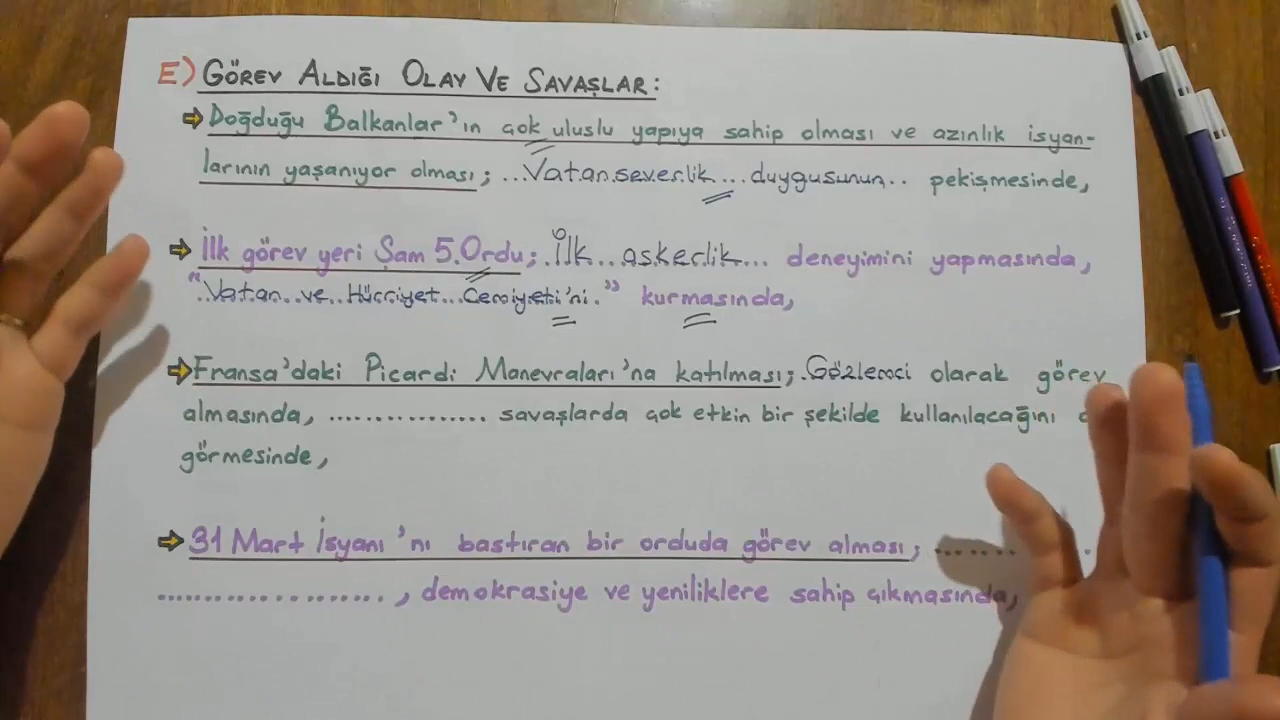 E) GÖREV ALDIĞI OLAY VE SAVAŞLAR:
➡ Doğduğu Balkanlar'ın çok uluslu yapıya sahip olması ve azınlık isyan-
larının yaşanıyor olması; ...Vatanseverlik... duygusunun.. pekişmesinde,
➡ İlk görev yeri Şam 5.Ordu; .İlk..askerlik... deneyimini yapmasında,
"..Vatan..ve..Hürriyet...Cemiyeti'ni." kurmasında,
➡ Fransa'daki Picardi Manevraları'na katılması; .Gözlemci olarak görev
almasında, ................ savaşlarda çok etkin bir şekilde kullanılacağını
görmesinde,
➡ 31 Mart İsyanı'nı bastıran bir orduda görev alması; ........
...................., demokrasiye ve yeniliklere sahip çıkmasında,